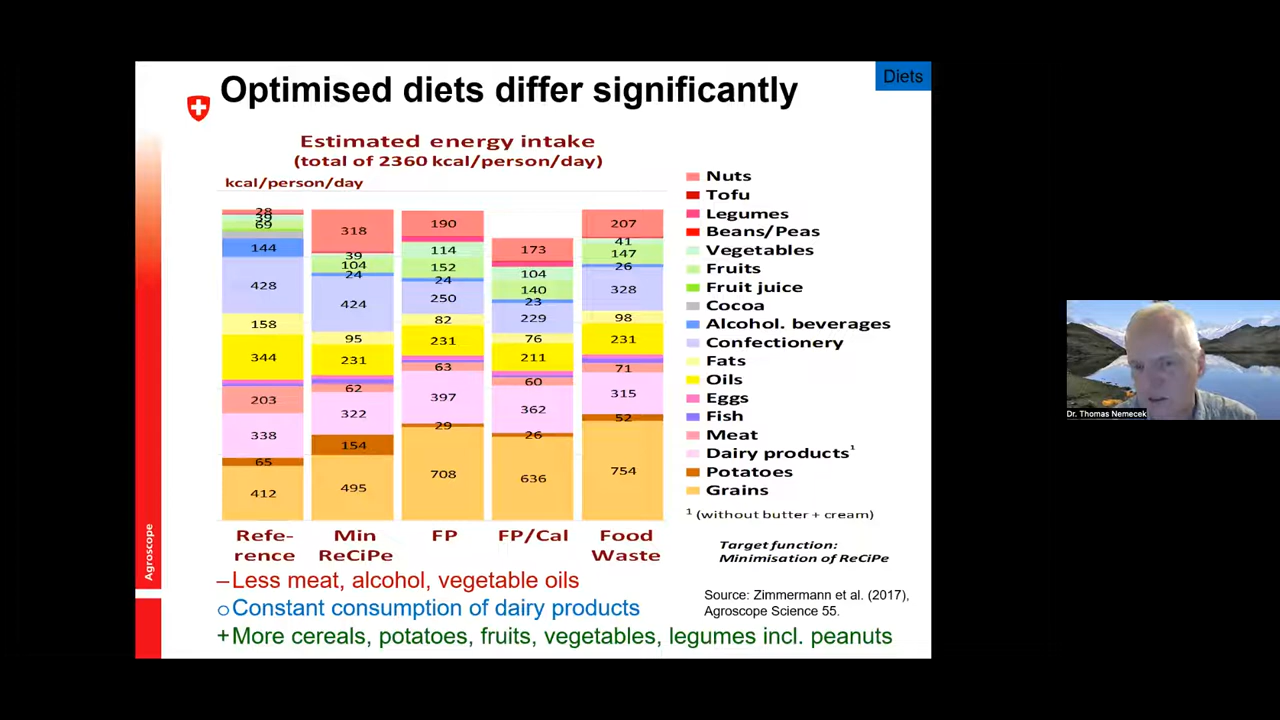 Optimised diets differ significantly
Diets
Estimated energy intake
(total of 2360 kcal/person/day)
kcal/person/day
28
39
69
144
428
158
344
203
338
65
412
318
39
104
24
424
95
231
62
322
154
495
190
114
152
24
250
82
231
63
397
29
708
173
104
140
23
229
76
211
60
362
26
636
207
41
147
26
328
98
231
71
315
52
754
Refe-
rence
Min
ReCiPe
FP
FP/Cal
Food
Waste
Nuts
Tofu
Legumes
Beans/Peas
Vegetables
Fruits
Fruit juice
Cocoa
Alcohol. beverages
Confectionery
Fats
Oils
Eggs
Fish
Meat
Dairy products¹
Potatoes
Grains
¹ (without butter + cream)
Target function:
Minimisation of ReCiPe
Source: Zimmermann et al. (2017),
Agroscope Science 55.
– Less meat, alcohol, vegetable oils
o Constant consumption of dairy products
+ More cereals, potatoes, fruits, vegetables, legumes incl. peanuts
Agroscope
Dr. Thomas Nemecek